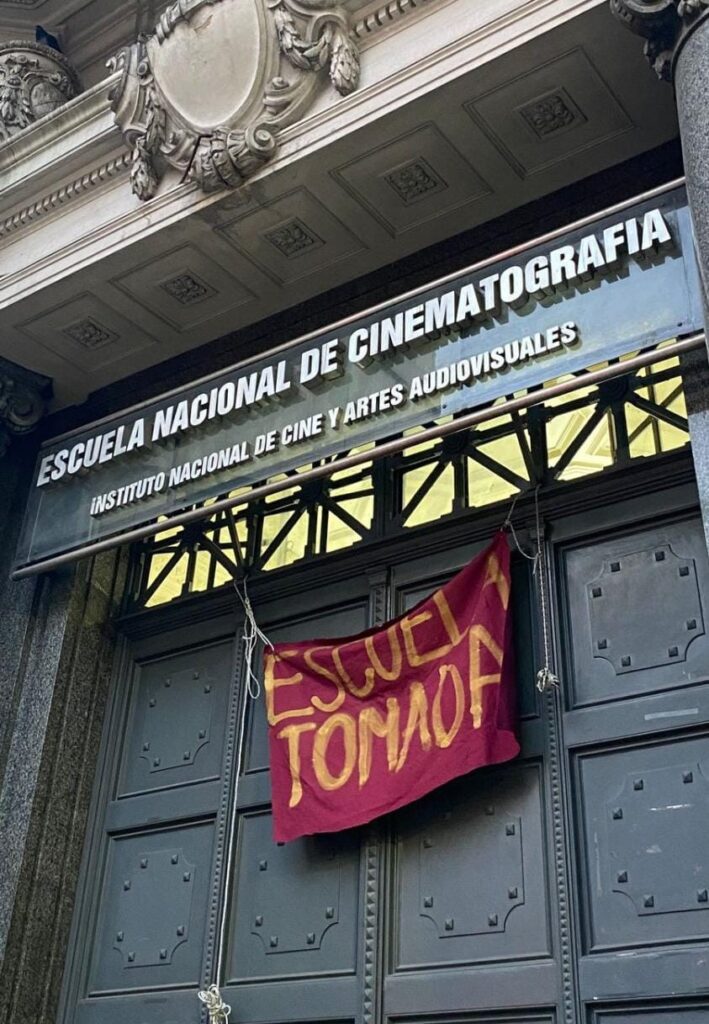 ESCUELA NACIONAL DE CINEMATOGRAFIA
iNSTITUTO NACIONAL DE CINE Y ARTES AUDIOVISUALES
ESCUELA
TOMADA